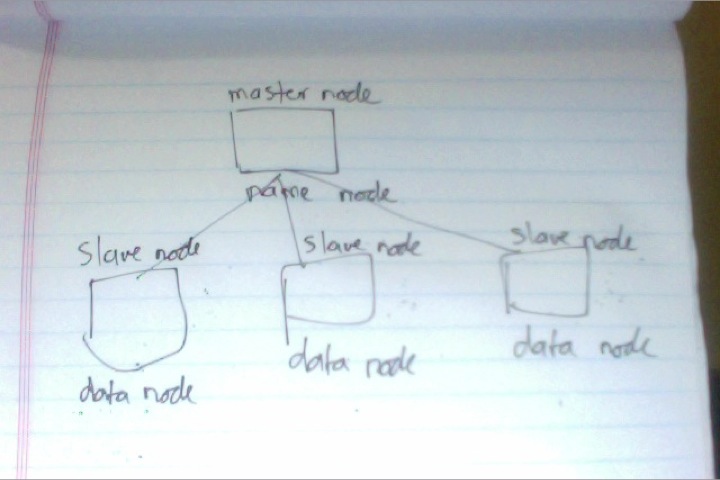 master node
name node
Slave node
slave node
slave node
data node
data node
data node